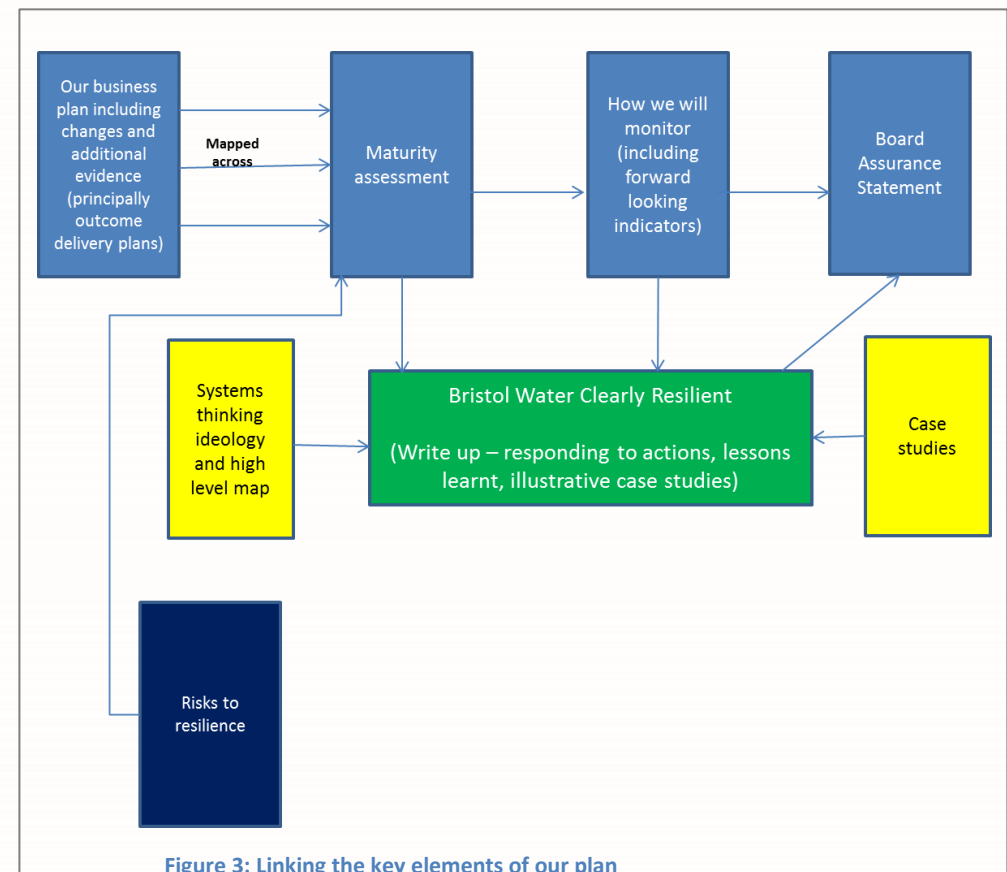 Our business
plan including
changes and
additional
evidence
(principally
outcome
delivery plans)
Mapped
across
Maturity
assessment
How we will
monitor
(including
forward
looking
indicators)
Board
Assurance
Statement
Systems
thinking
ideology
and high
level map
Bristol Water Clearly Resilient
(Write up – responding to actions, lessons
learnt, illustrative case studies)
Case
studies
Risks to
resilience
Figure 3: Linking the key elements of our plan